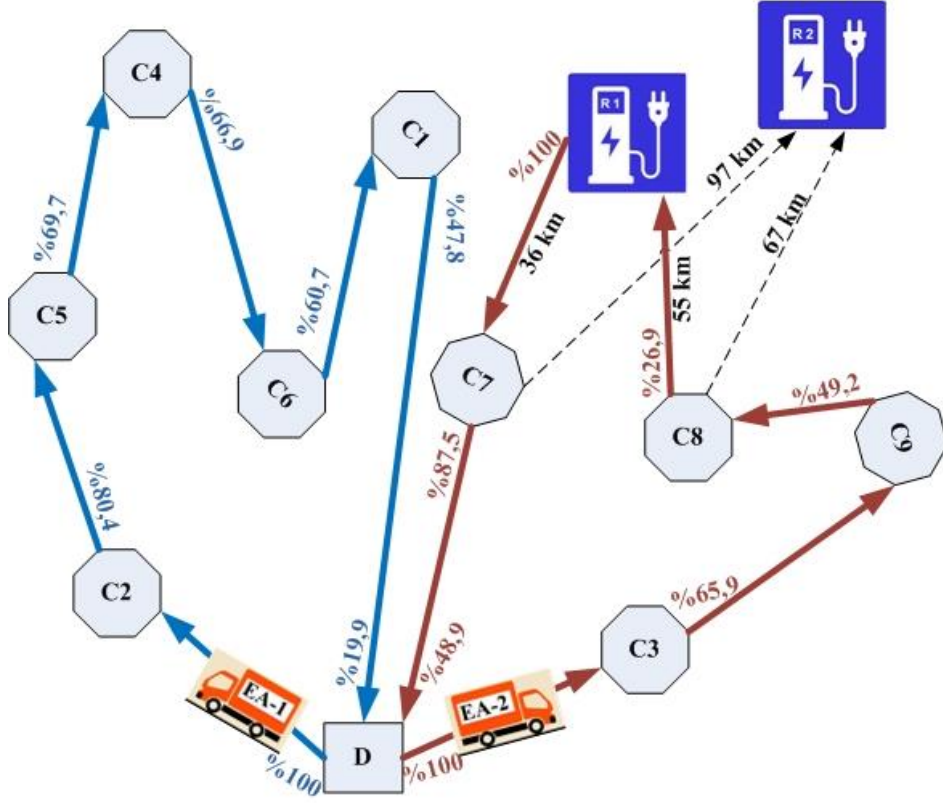 C4
%66,9
C1
R 1
R 2
%100
36 km
97 km
67 km
%69,7
C5
%60,7
C6
%47,8
C7
%26,9
55 km
C8
%49,2
C9
%80,4
C2
%87,5
%65,9
C3
%19,9
%48,9
EA-1
EA-2
%100
D
%100